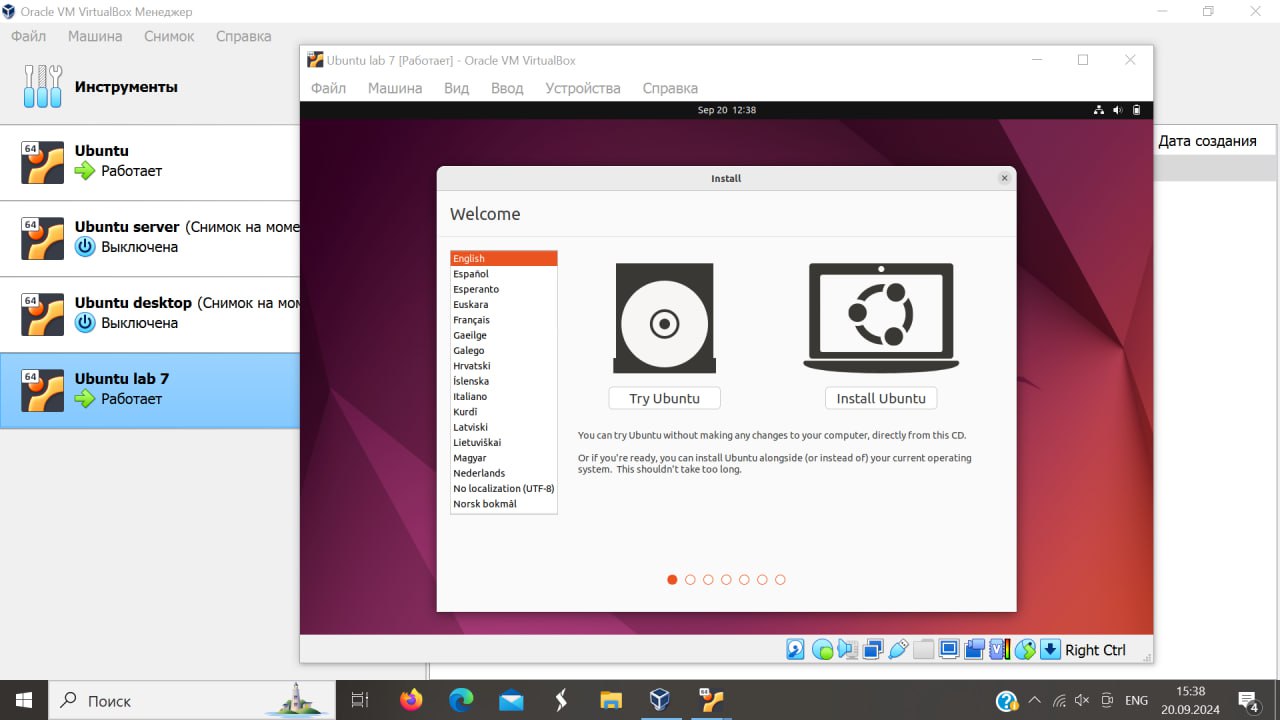 Oracle VM VirtualBox Менеджер
Файл Машина Снимок Справка
Инструменты
64
Ubuntu
Работает
64
Ubuntu server (Снимок на моме
Выключена
64
Ubuntu desktop (Снимок на мом
Выключена
64
Ubuntu lab 7
Работает
Дата создания
Ubuntu lab 7 [Работает] - Oracle VM VirtualBox
Файл Машина Вид Ввод Устройства Справка
Sep 20 12:38
Install
Welcome
English
Español
Esperanto
Euskara
Français
Gaeilge
Galego
Hrvatski
Íslenska
Italiano
Kurdî
Latviski
Lietuviškai
Magyar
Nederlands
No localization (UTF-8)
Norsk bokmål
Try Ubuntu
Install Ubuntu
You can try Ubuntu without making any changes to your computer, directly from this CD.
Or if you're ready, you can install Ubuntu alongside (or instead of) your current operating
system. This shouldn't take too long.
Right Ctrl
Поиск
ENG
15:38
20.09.2024
4